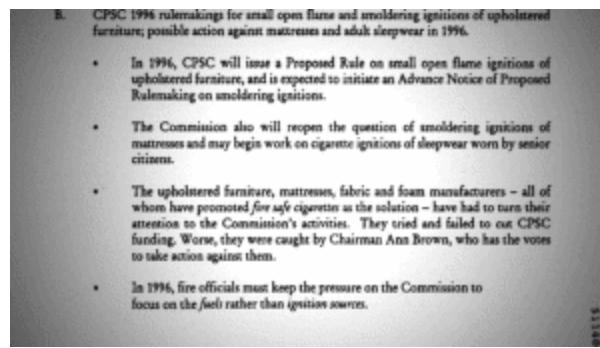 B. CPSC 1996 rulemakings for small open flame and smoldering ignitions of upholstered
furniture; possible action against mattresses and adult sleepwear in 1996.
• In 1996, CPSC will issue a Proposed Rule on small open flame ignitions of
upholstered furniture, and is expected to initiate an Advance Notice of Proposed
Rulemaking on smoldering ignitions.
• The Commission also will reopen the question of smoldering ignitions of
mattresses and may begin work on cigarette ignitions of sleepwear worn by senior
citizens.
• The upholstered furniture, mattresses, fabric and foam manufacturers – all of
whom have promoted fire safe cigarettes as the solution – have had to turn their
attention to the Commission's activities. They tried and failed to cut CPSC
funding. Worse, they were caught by Chairman Ann Brown, who has the votes
to take action against them.
• In 1996, fire officials must keep the pressure on the Commission to
focus on the fuels rather than ignition sources.